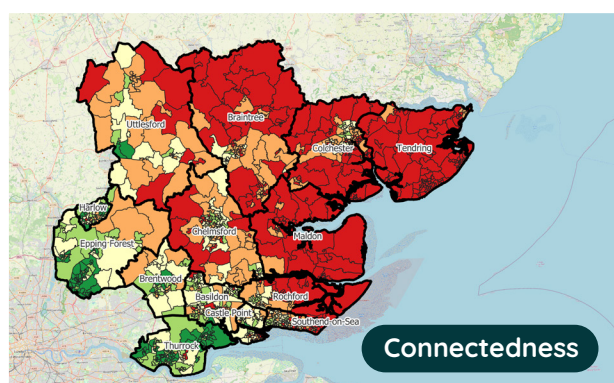 Uttlesford
Braintree
Colchester
Tendring
Harlow
Epping Forest
Chelmsford
Maldon
Brentwood
Basildon
Rochford
Castle Point
Southend-on-Sea
Thurrock
Connectedness